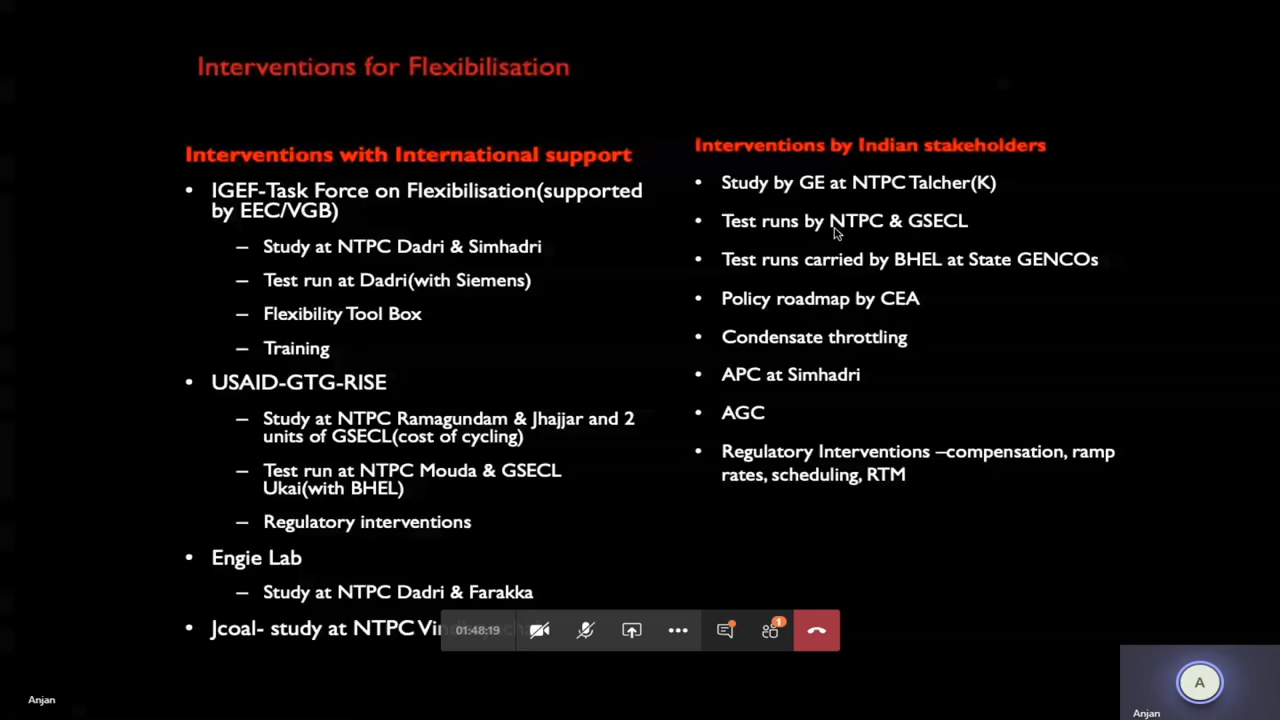 Interventions for Flexibilisation
Interventions with International support
• IGEF-Task Force on Flexibilisation(supported
by EEC/VGB)
– Study at NTPC Dadri & Simhadri
– Test run at Dadri(with Siemens)
– Flexibility Tool Box
– Training
• USAID-GTG-RISE
– Study at NTPC Ramagundam & Jhajjar and 2
units of GSECL(cost of cycling)
– Test run at NTPC Mouda & GSECL
Ukai(with BHEL)
– Regulatory interventions
• Engie Lab
– Study at NTPC Dadri & Farakka
• Jcoal- study at NTPC
Interventions by Indian stakeholders
• Study by GE at NTPC Talcher(K)
• Test runs by NTPC & GSECL
• Test runs carried by BHEL at State GENCOs
• Policy roadmap by CEA
• Condensate throttling
• APC at Simhadri
• AGC
• Regulatory Interventions –compensation, ramp
rates, scheduling, RTM
01:48:19
1
A
Anjan
Anjan